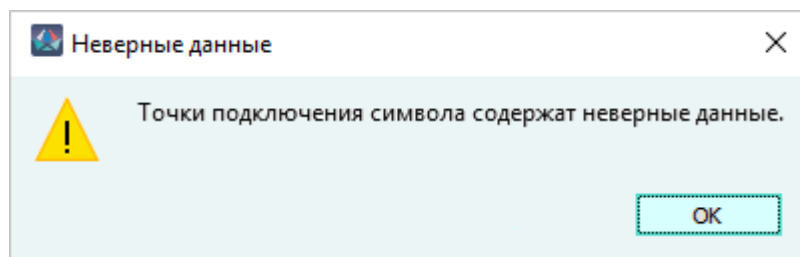 Неверные данные
Точки подключения символа содержат неверные данные.
OK